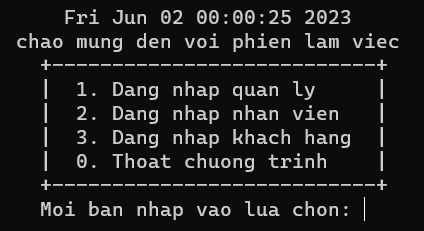 Fri Jun 02 00:00:25 2023
chao mung den voi phien lam viec
+---------------------------+
|  1. Dang nhap quan ly     |
|  2. Dang nhap nhan vien   |
|  3. Dang nhap khach hang  |
|  0. Thoat chuong trinh    |
+---------------------------+
Moi ban nhap vao lua chon: